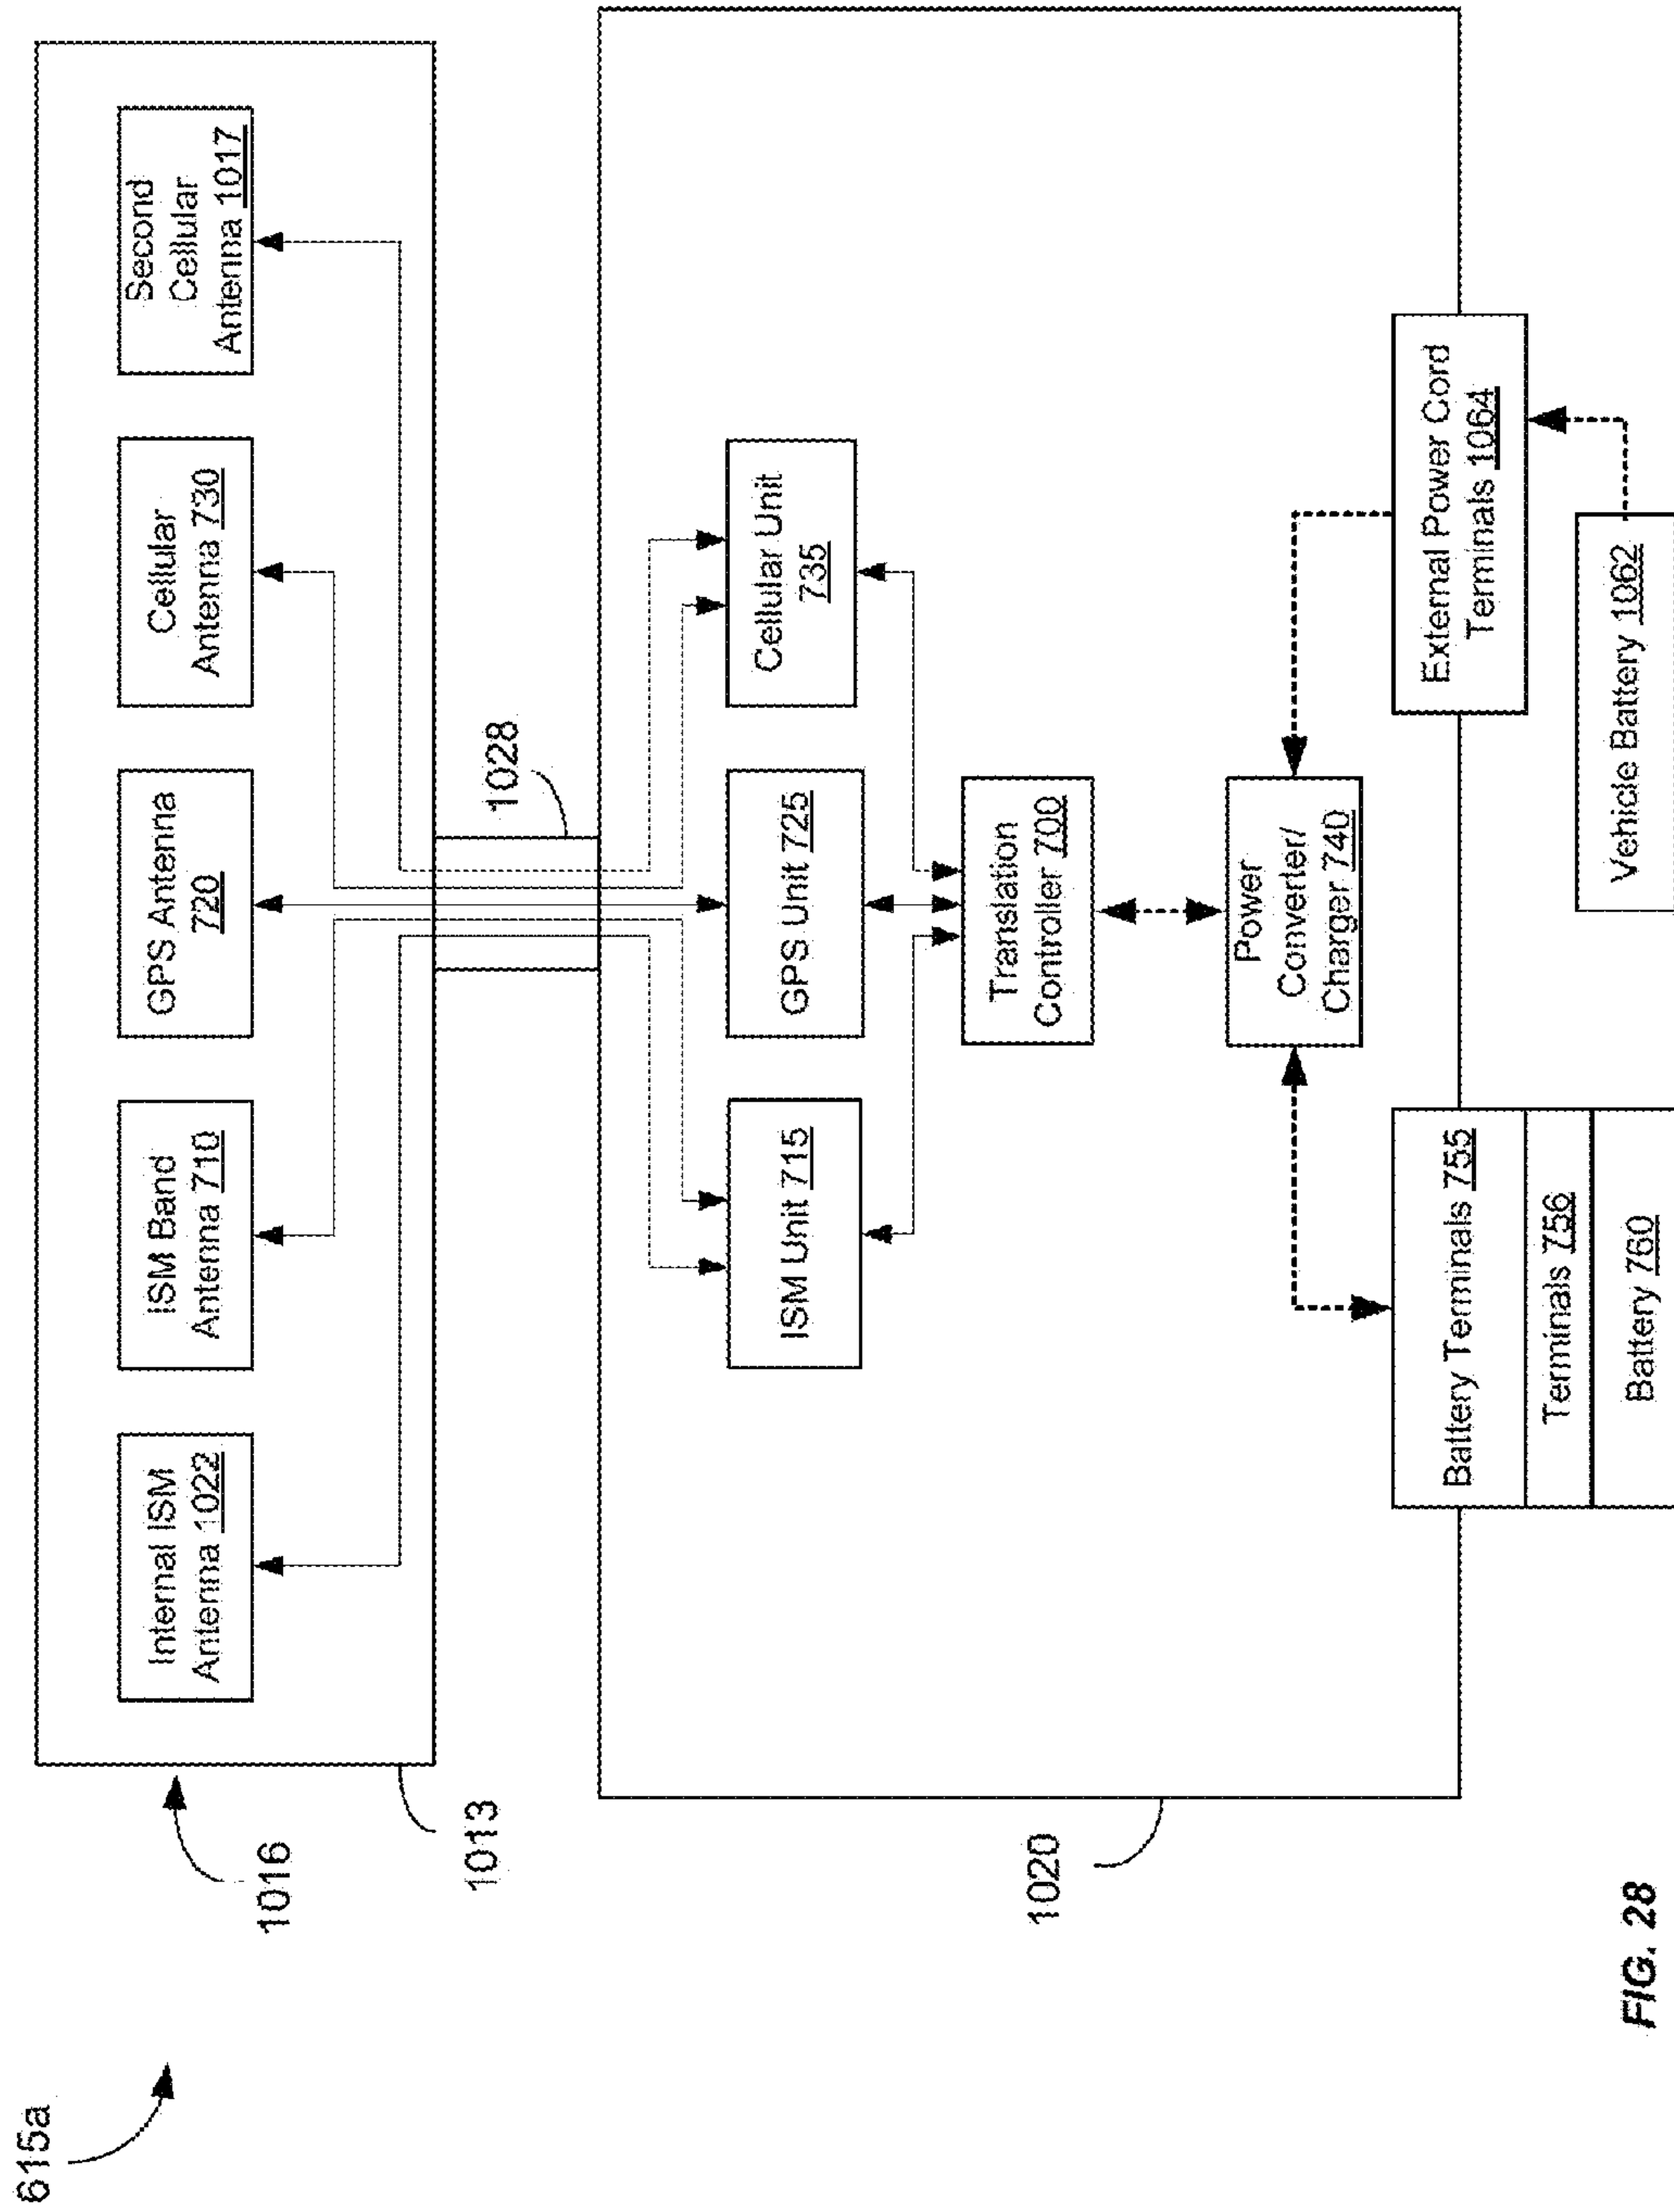 615a
1016
1013
Internal ISM
Antenna 1022
ISM Band
Antenna 710
GPS Antenna
720
Cellular
Antenna 730
Second
Cellular
Antenna 1017
1028
1020
ISM Unit 715
GPS Unit 725
Cellular Unit
735
Translation
Controller 700
Power
Converter/
Charger 740
Battery Terminals 755
Terminals 756
Battery 760
External Power Cord
Terminals 1064
Vehicle Battery 1062
FIG. 28